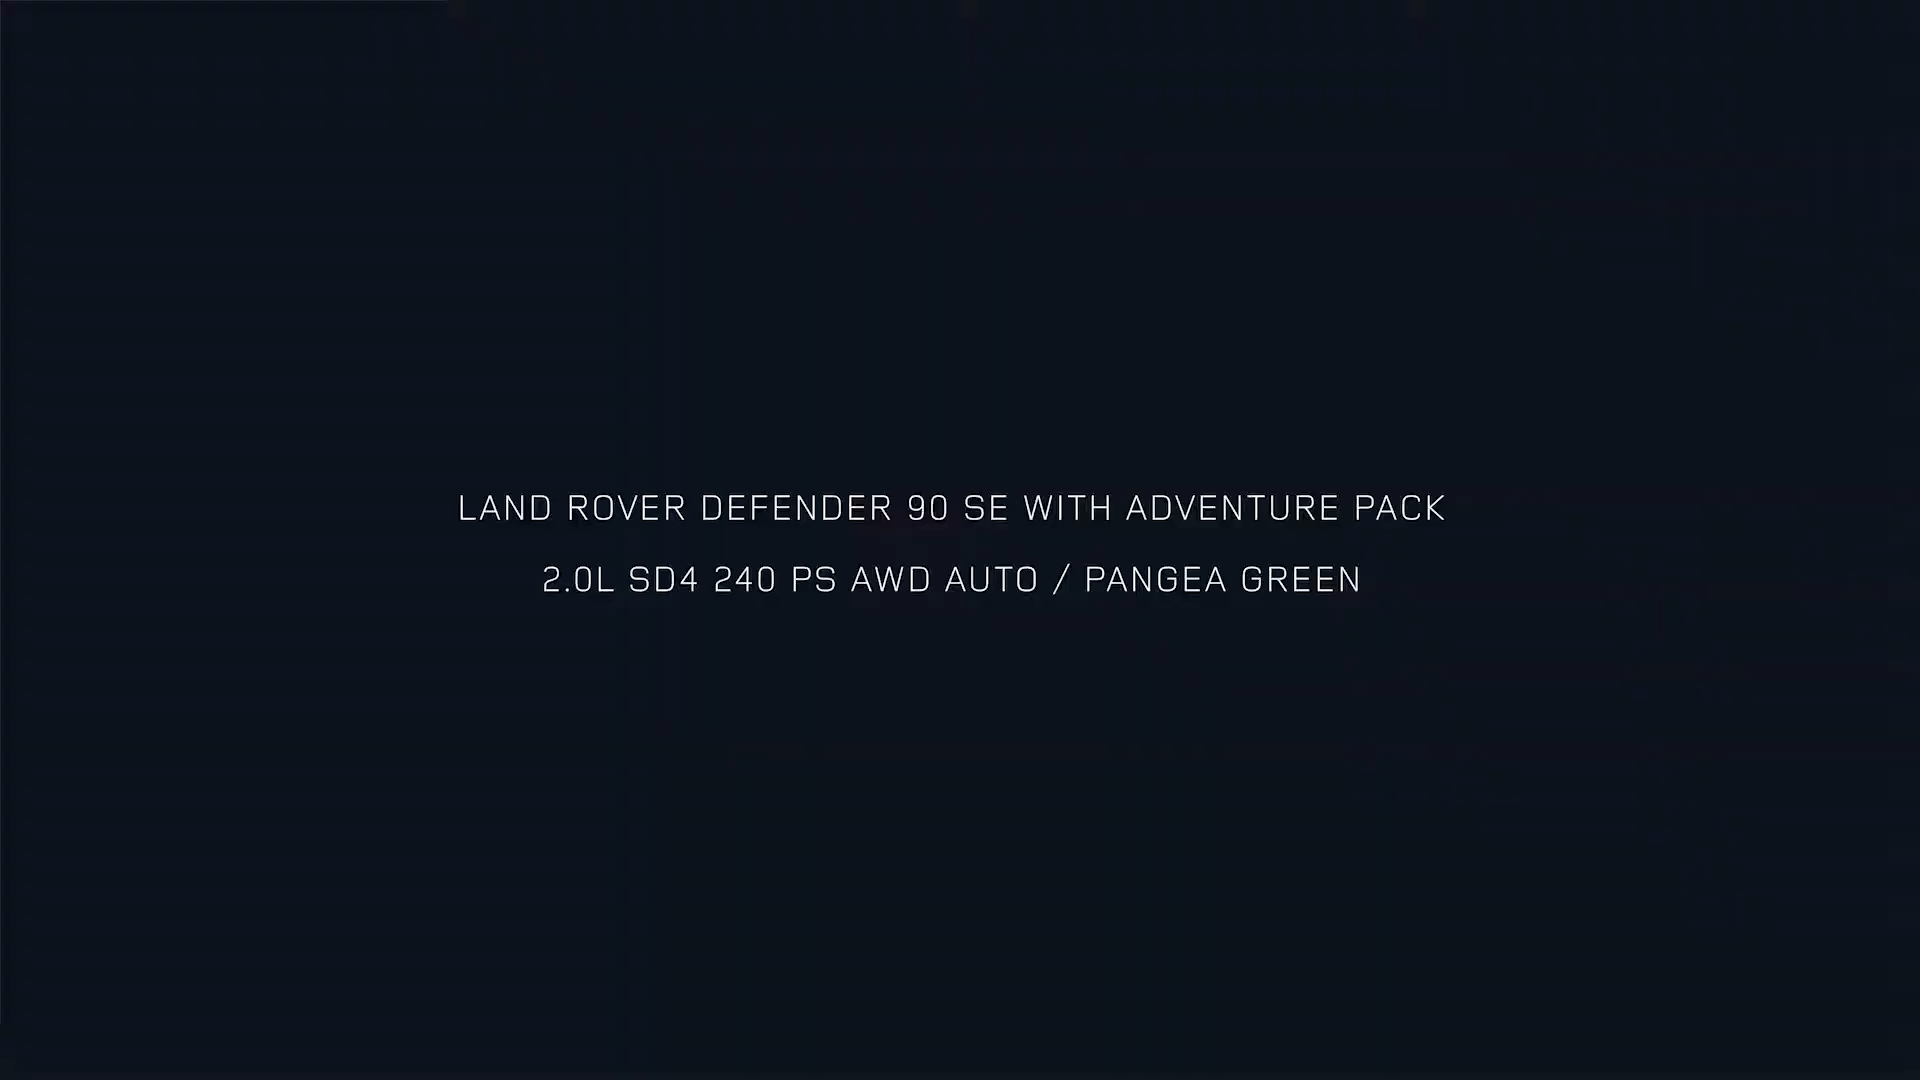 LAND ROVER DEFENDER 90 SE WITH ADVENTURE PACK
2.0L SD4 240 PS AWD AUTO / PANGEA GREEN